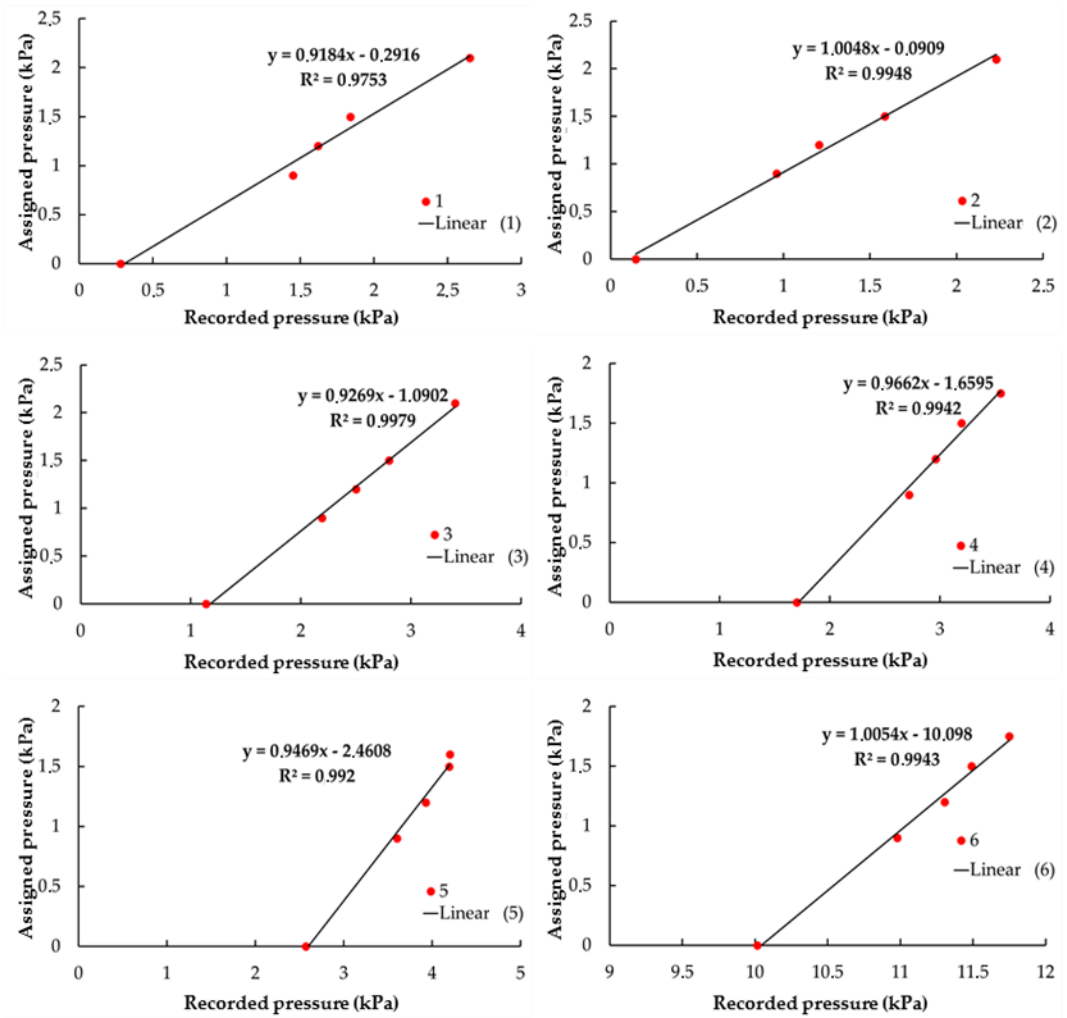 Assigned pressure (kPa)
2.5
2
1.5
1
0.5
0
y = 0.9184x - 0.2916
R² = 0.9753
1
Linear (1)
0 0.5 1 1.5 2 2.5 3
Recorded pressure (kPa)
Assigned pressure (kPa)
2.5
2
1.5
1
0.5
0
y = 1.0048x - 0.0909
R² = 0.9948
2
Linear (2)
0 0.5 1 1.5 2 2.5
Recorded pressure (kPa)
Assigned pressure (kPa)
2.5
2
1.5
1
0.5
0
y = 0.9269x - 1.0902
R² = 0.9979
3
Linear (3)
0 1 2 3 4
Recorded pressure (kPa)
Assigned pressure (kPa)
2
1.5
1
0.5
0
y = 0.9662x - 1.6595
R² = 0.9942
4
Linear (4)
0 1 2 3 4
Recorded pressure (kPa)
Assigned pressure (kPa)
2
1.5
1
0.5
0
y = 0.9469x - 2.4608
R² = 0.992
5
Linear (5)
0 1 2 3 4 5
Recorded pressure (kPa)
Assigned pressure (kPa)
2
1.5
1
0.5
0
y = 1.0054x - 10.098
R² = 0.9943
6
Linear (6)
9 9.5 10 10.5 11 11.5 12
Recorded pressure (kPa)